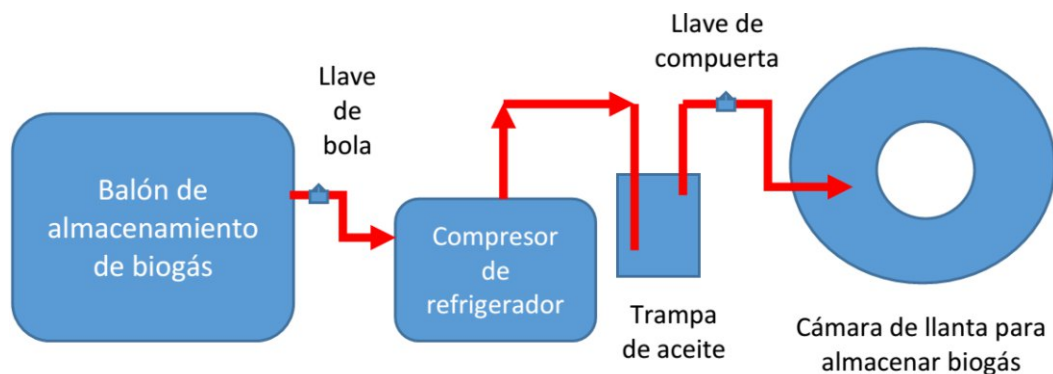 Balón de
almacenamiento
de biogás
Llave
de
bola
Compresor
de
refrigerador
Trampa
de aceite
Llave de
compuerta
Cámara de llanta para
almacenar biogás